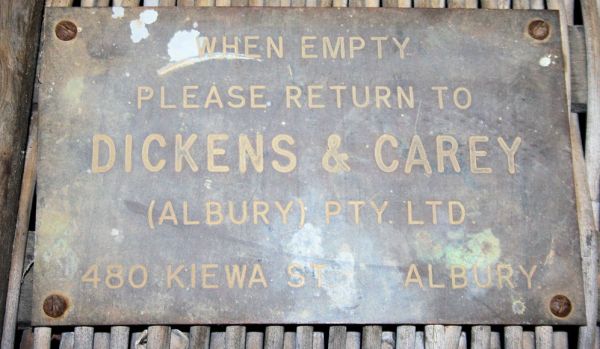 WHEN EMPTY
PLEASE RETURN TO
DICKENS & CAREY
(ALBURY) PTY. LTD.
480 KIEWA ST. ALBURY.